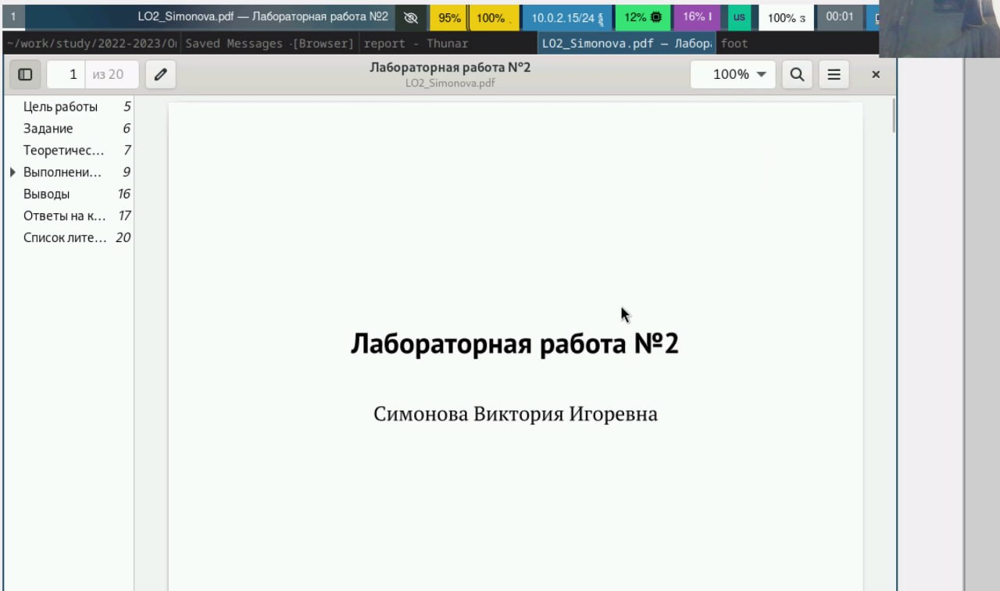 1 LO2_Simonova.pdf — Лабораторная работа №2 95% 100% 10.0.2.15/24 12% 16% us 100% 00:01
~/work/study/2022-2023/ Saved Messages -[Browser] report - Thunar LO2_Simonova.pdf — Лабор foot
1 из 20 Лабораторная работа №2 100%
LO2_Simonova.pdf
Цель работы 5
Задание 6
Теоретичес... 7
Выполнени... 9
Выводы 16
Ответы на к... 17
Список лите... 20
Лабораторная работа №2
Симонова Виктория Игоревна